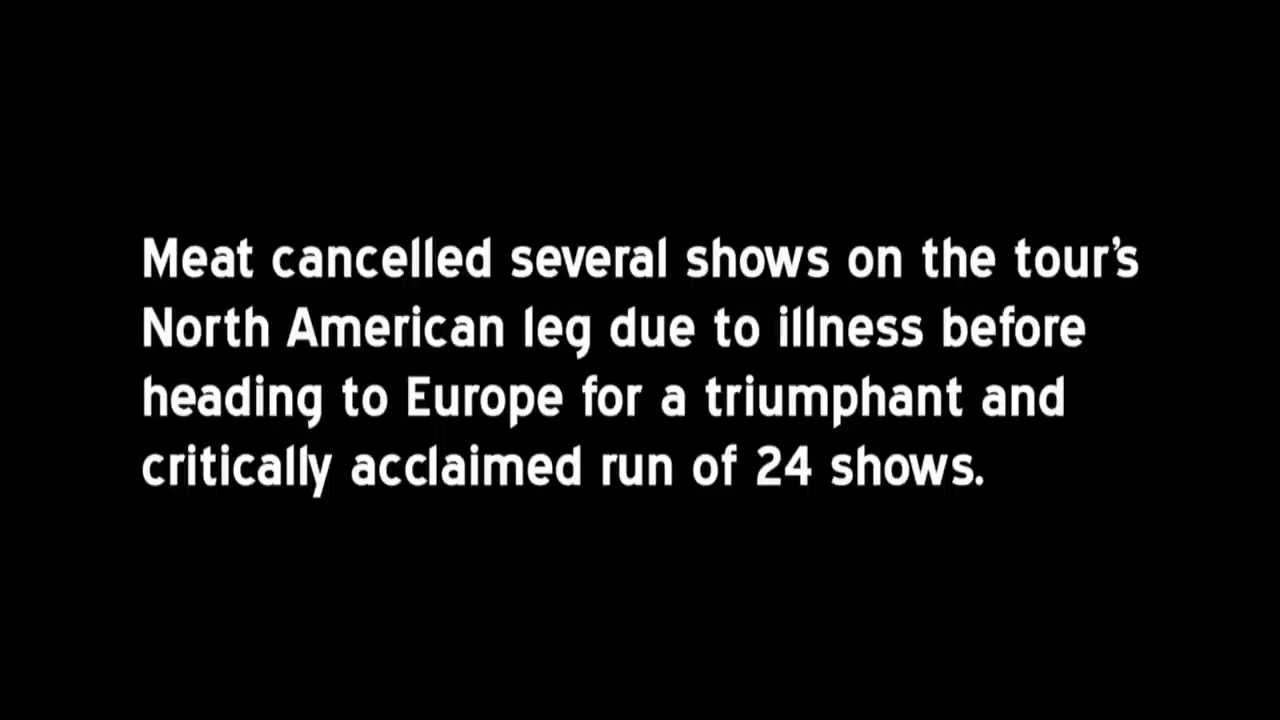 Meat cancelled several shows on the tour's
North American leg due to illness before
heading to Europe for a triumphant and
critically acclaimed run of 24 shows.